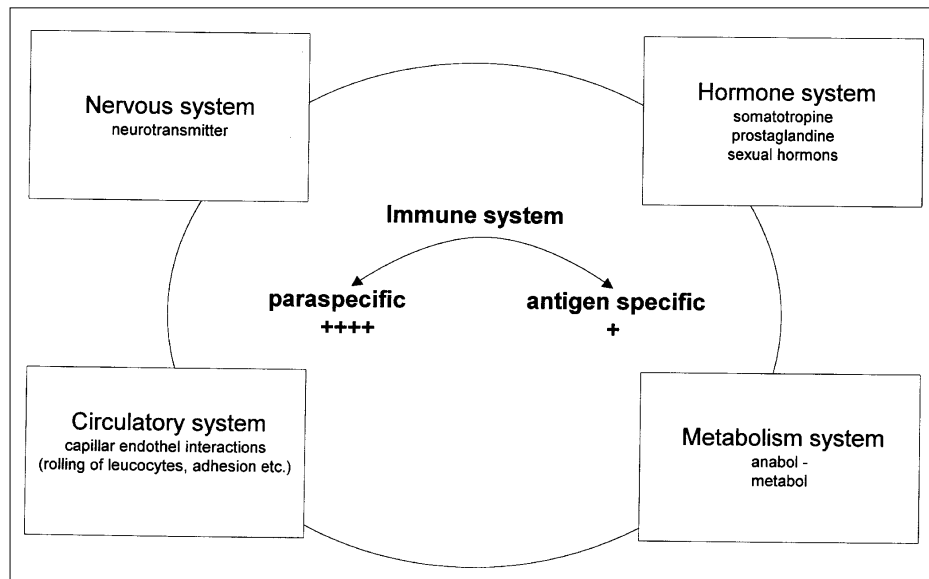 Nervous system
neurotransmitter
Hormone system
somatotropine
prostaglandine
sexual hormons
Immune system
paraspecific
++++
antigen specific
+
Circulatory system
capillar endothel interactions
(rolling of leucocytes, adhesion etc.)
Metabolism system
anabol -
metabol